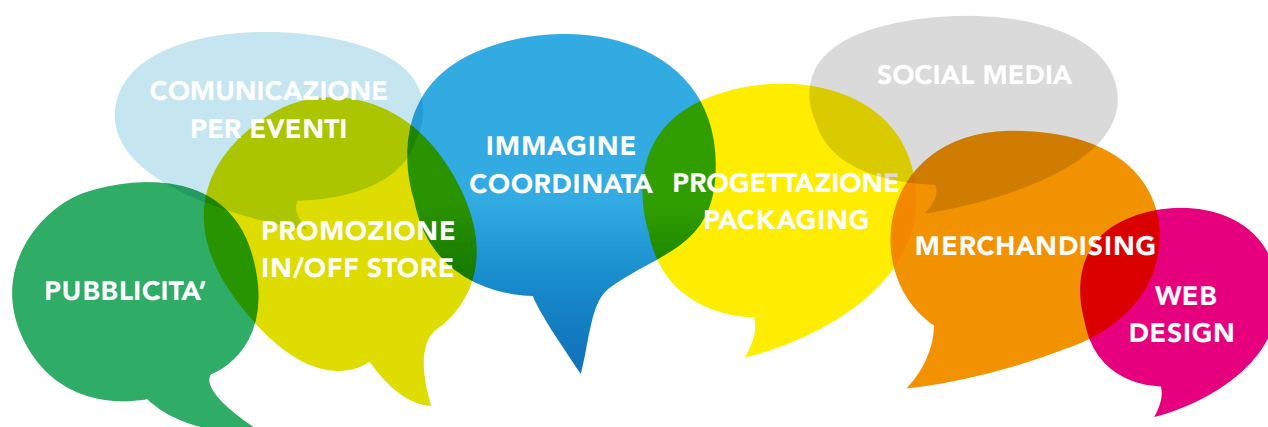 COMUNICAZIONE
PER EVENTI
SOCIAL MEDIA
IMMAGINE
COORDINATA
PROGETTAZIONE
PACKAGING
PROMOZIONE
IN/OFF STORE
MERCHANDISING
PUBBLICITA’
WEB
DESIGN